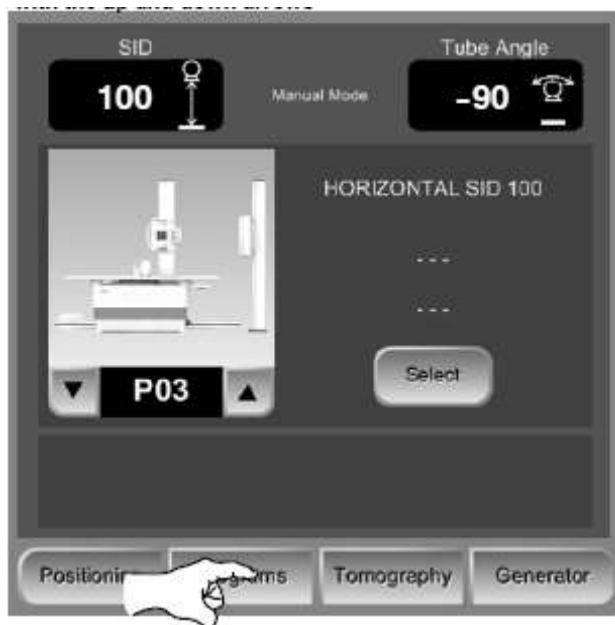 SID
Tube Angle
100
Manual Mode
-90
HORIZONTAL SID 100
---
---
Select
P03
Tomography
Generator